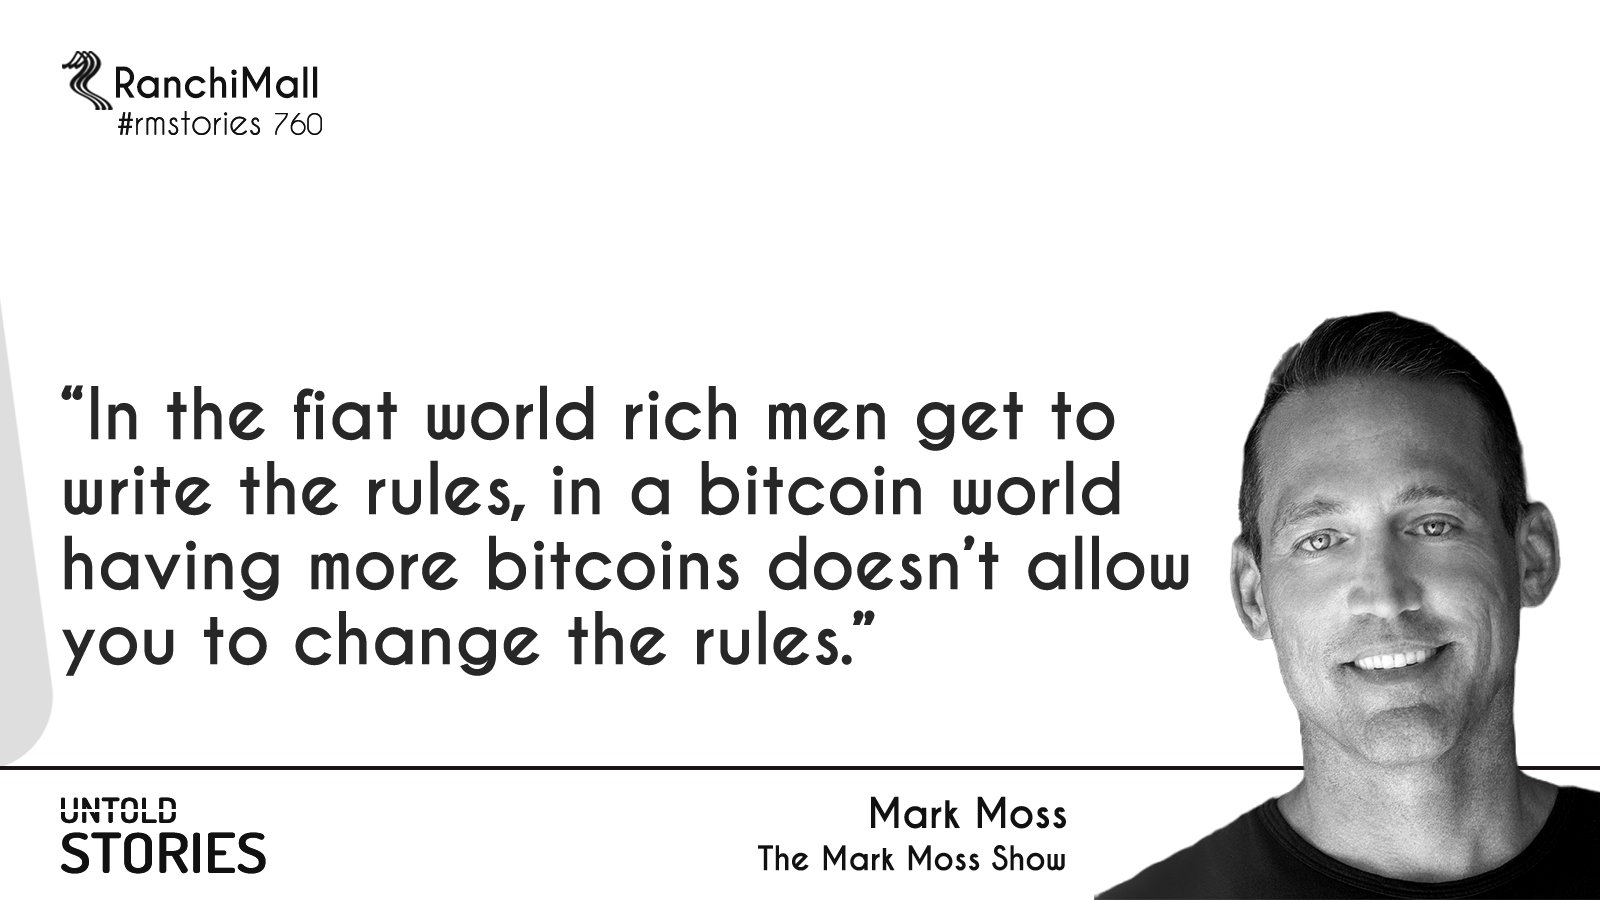 RanchiMall
#rmstories 760
“In the fiat world rich men get to
write the rules, in a bitcoin world
having more bitcoins doesn’t allow
you to change the rules.”
UNTOLD
STORIES
Mark Moss
The Mark Moss Show